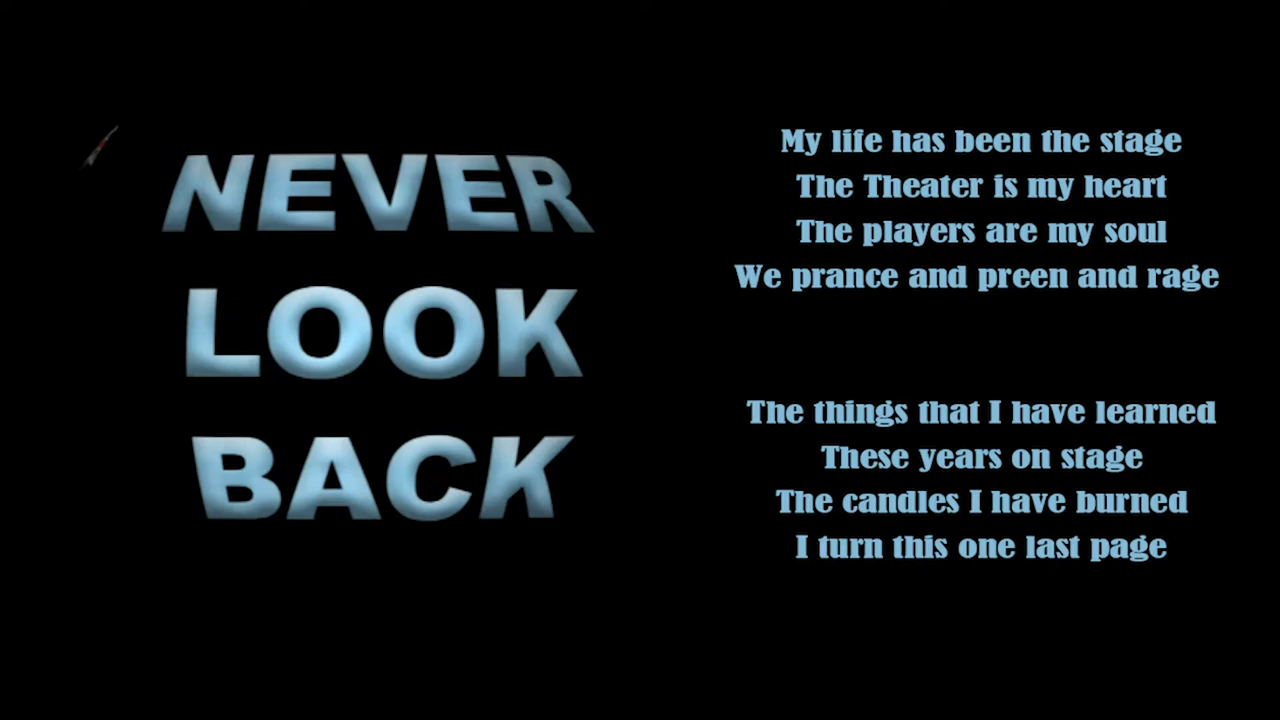 NEVER
LOOK
BACK
My life has been the stage
The Theater is my heart
The players are my soul
We prance and preen and rage
The things that I have learned
These years on stage
The candles I have burned
I turn this one last page